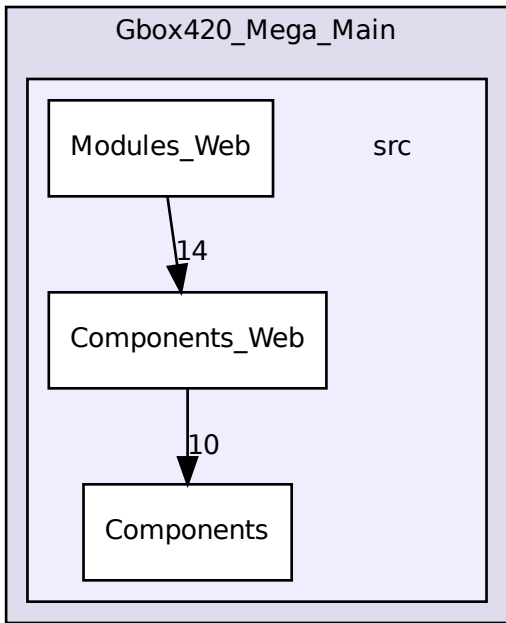 Gbox420_Mega_Main
Modules_Web
src
14
Components_Web
10
Components